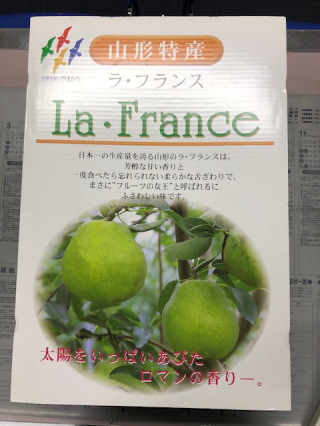 山形特産
ラ・フランス
La・France
日本一の生産量を誇る山形のラ・フランスは、
芳醇な甘い香りと
一度食べたら忘れられない柔らかな舌ざわりで、
まさに"フルーツの女王"と呼ばれるに
ふさわしい味です。
太陽をいっぱいあびた
ロマンの香りー。
3
11